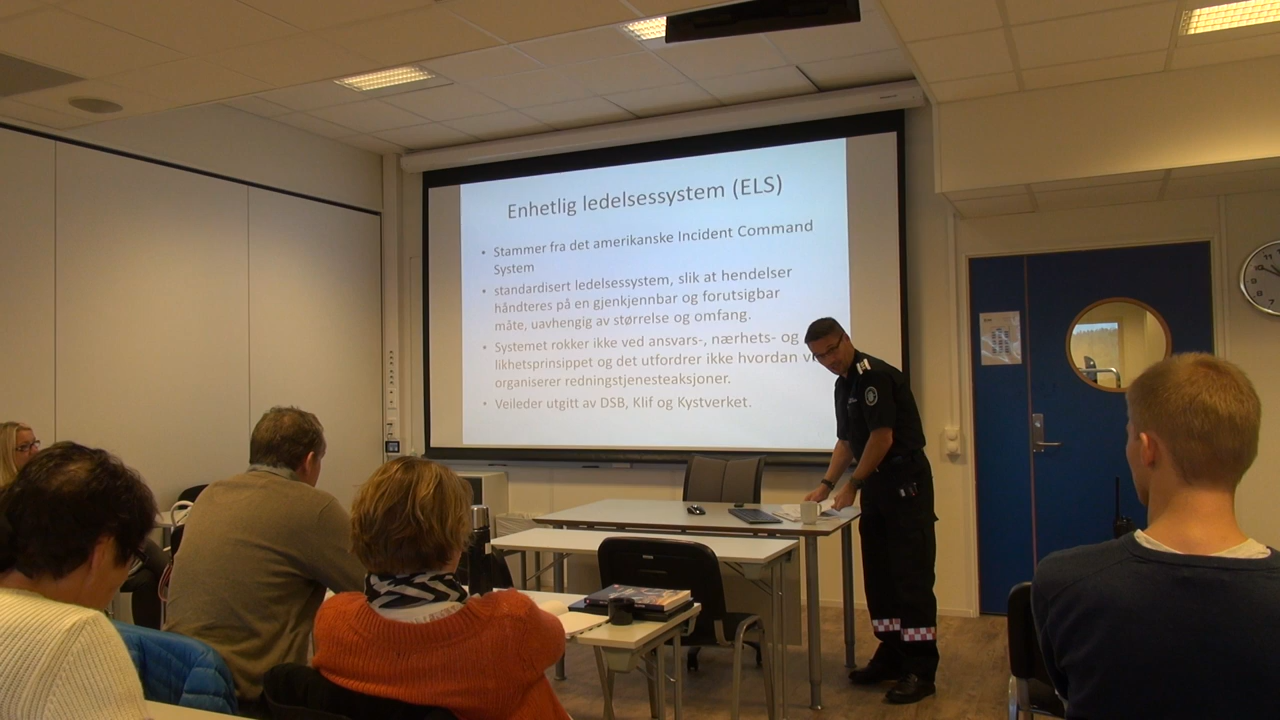 Enhetlig ledelsessystem (ELS)
• Stammer fra det amerikanske Incident Command
System
• standardisert ledelsessystem, slik at hendelser
håndteres på en gjenkjennbar og forutsigbar
måte, uavhengig av størrelse og omfang.
• Systemet rokker ikke ved ansvars-, nærhets- og
likhetsprinsippet og det utfordrer ikke hvordan
organiserer redningstjenesteaksjoner.
• Veileder utgitt av DSB, Klif og Kystverket.